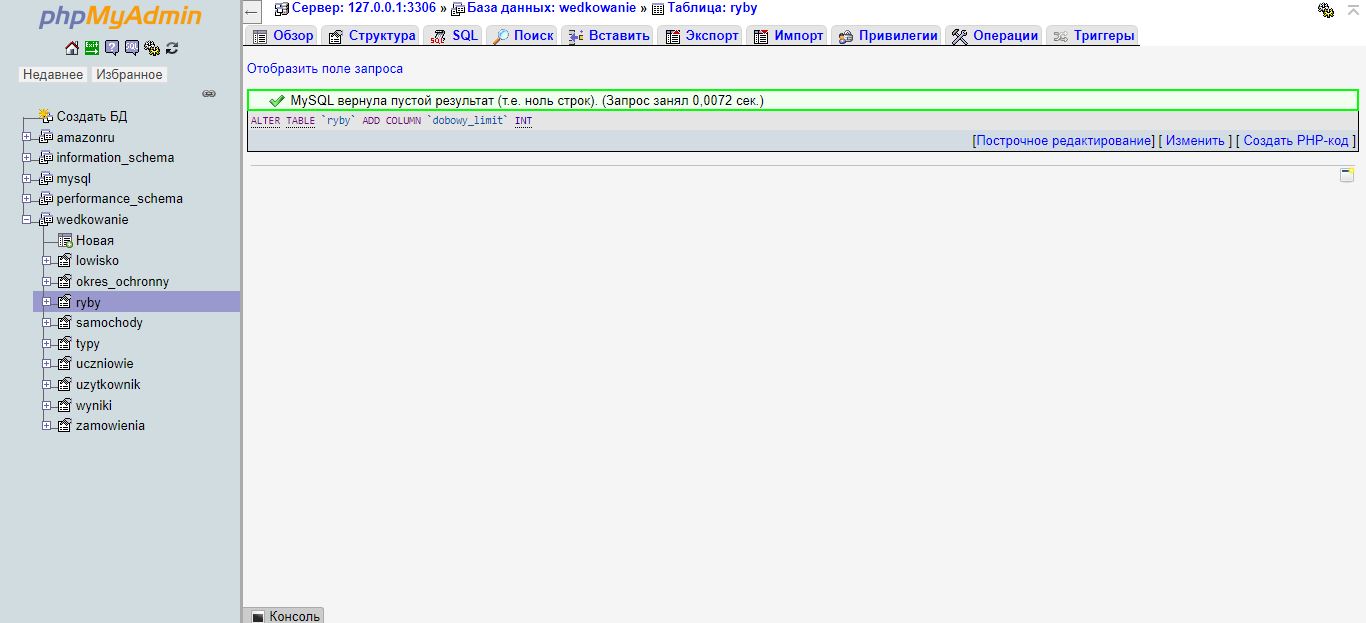 phpMyAdmin
Недавнее Избранное
Создать БД
amazonru
information_schema
mysql
performance_schema
wedkowanie
Новая
lowisko
okres_ochronny
ryby
samochody
typy
uczniowie
uzytkownik
wyniki
zamowienia
Сервер: 127.0.0.1:3306 » База данных: wedkowanie » Таблица: ryby
Обзор Структура SQL Поиск Вставить Экспорт Импорт Привилегии Операции Триггеры
Отобразить поле запроса
MySQL вернула пустой результат (т.е. ноль строк). (Запрос занял 0,0072 сек.)
ALTER TABLE `ryby` ADD COLUMN `dobowy_limit` INT
[Построчное редактирование] [ Изменить ] [ Создать PHP-код ]
Консоль